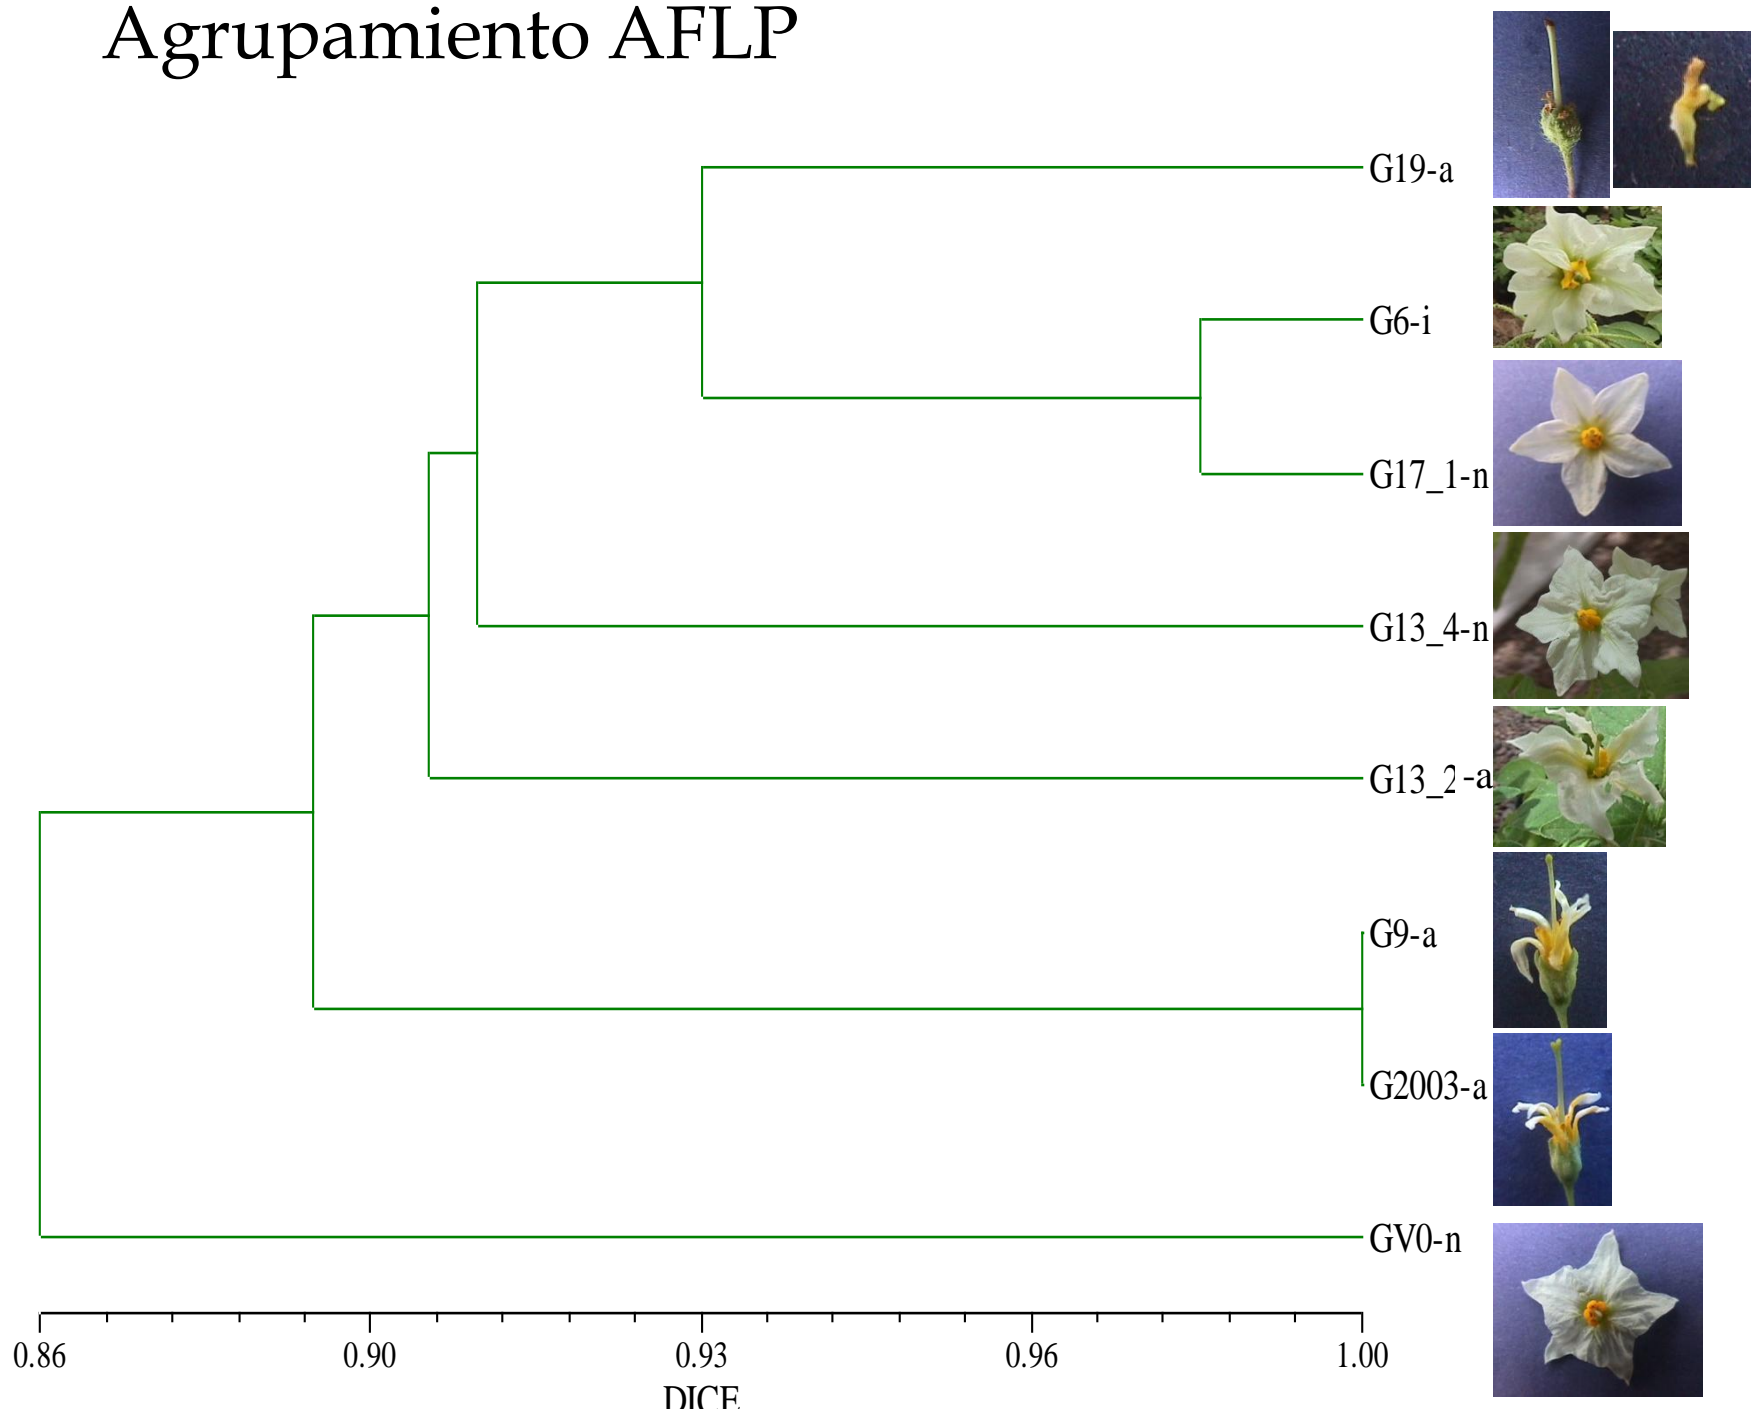 Agrupamiento AFLP
G19-a
G6-i
G17_1-n
G13_4-n
G13_2-a
G9-a
G2003-a
GV0-n
0.86 0.90 0.93 0.96 1.00
DICE